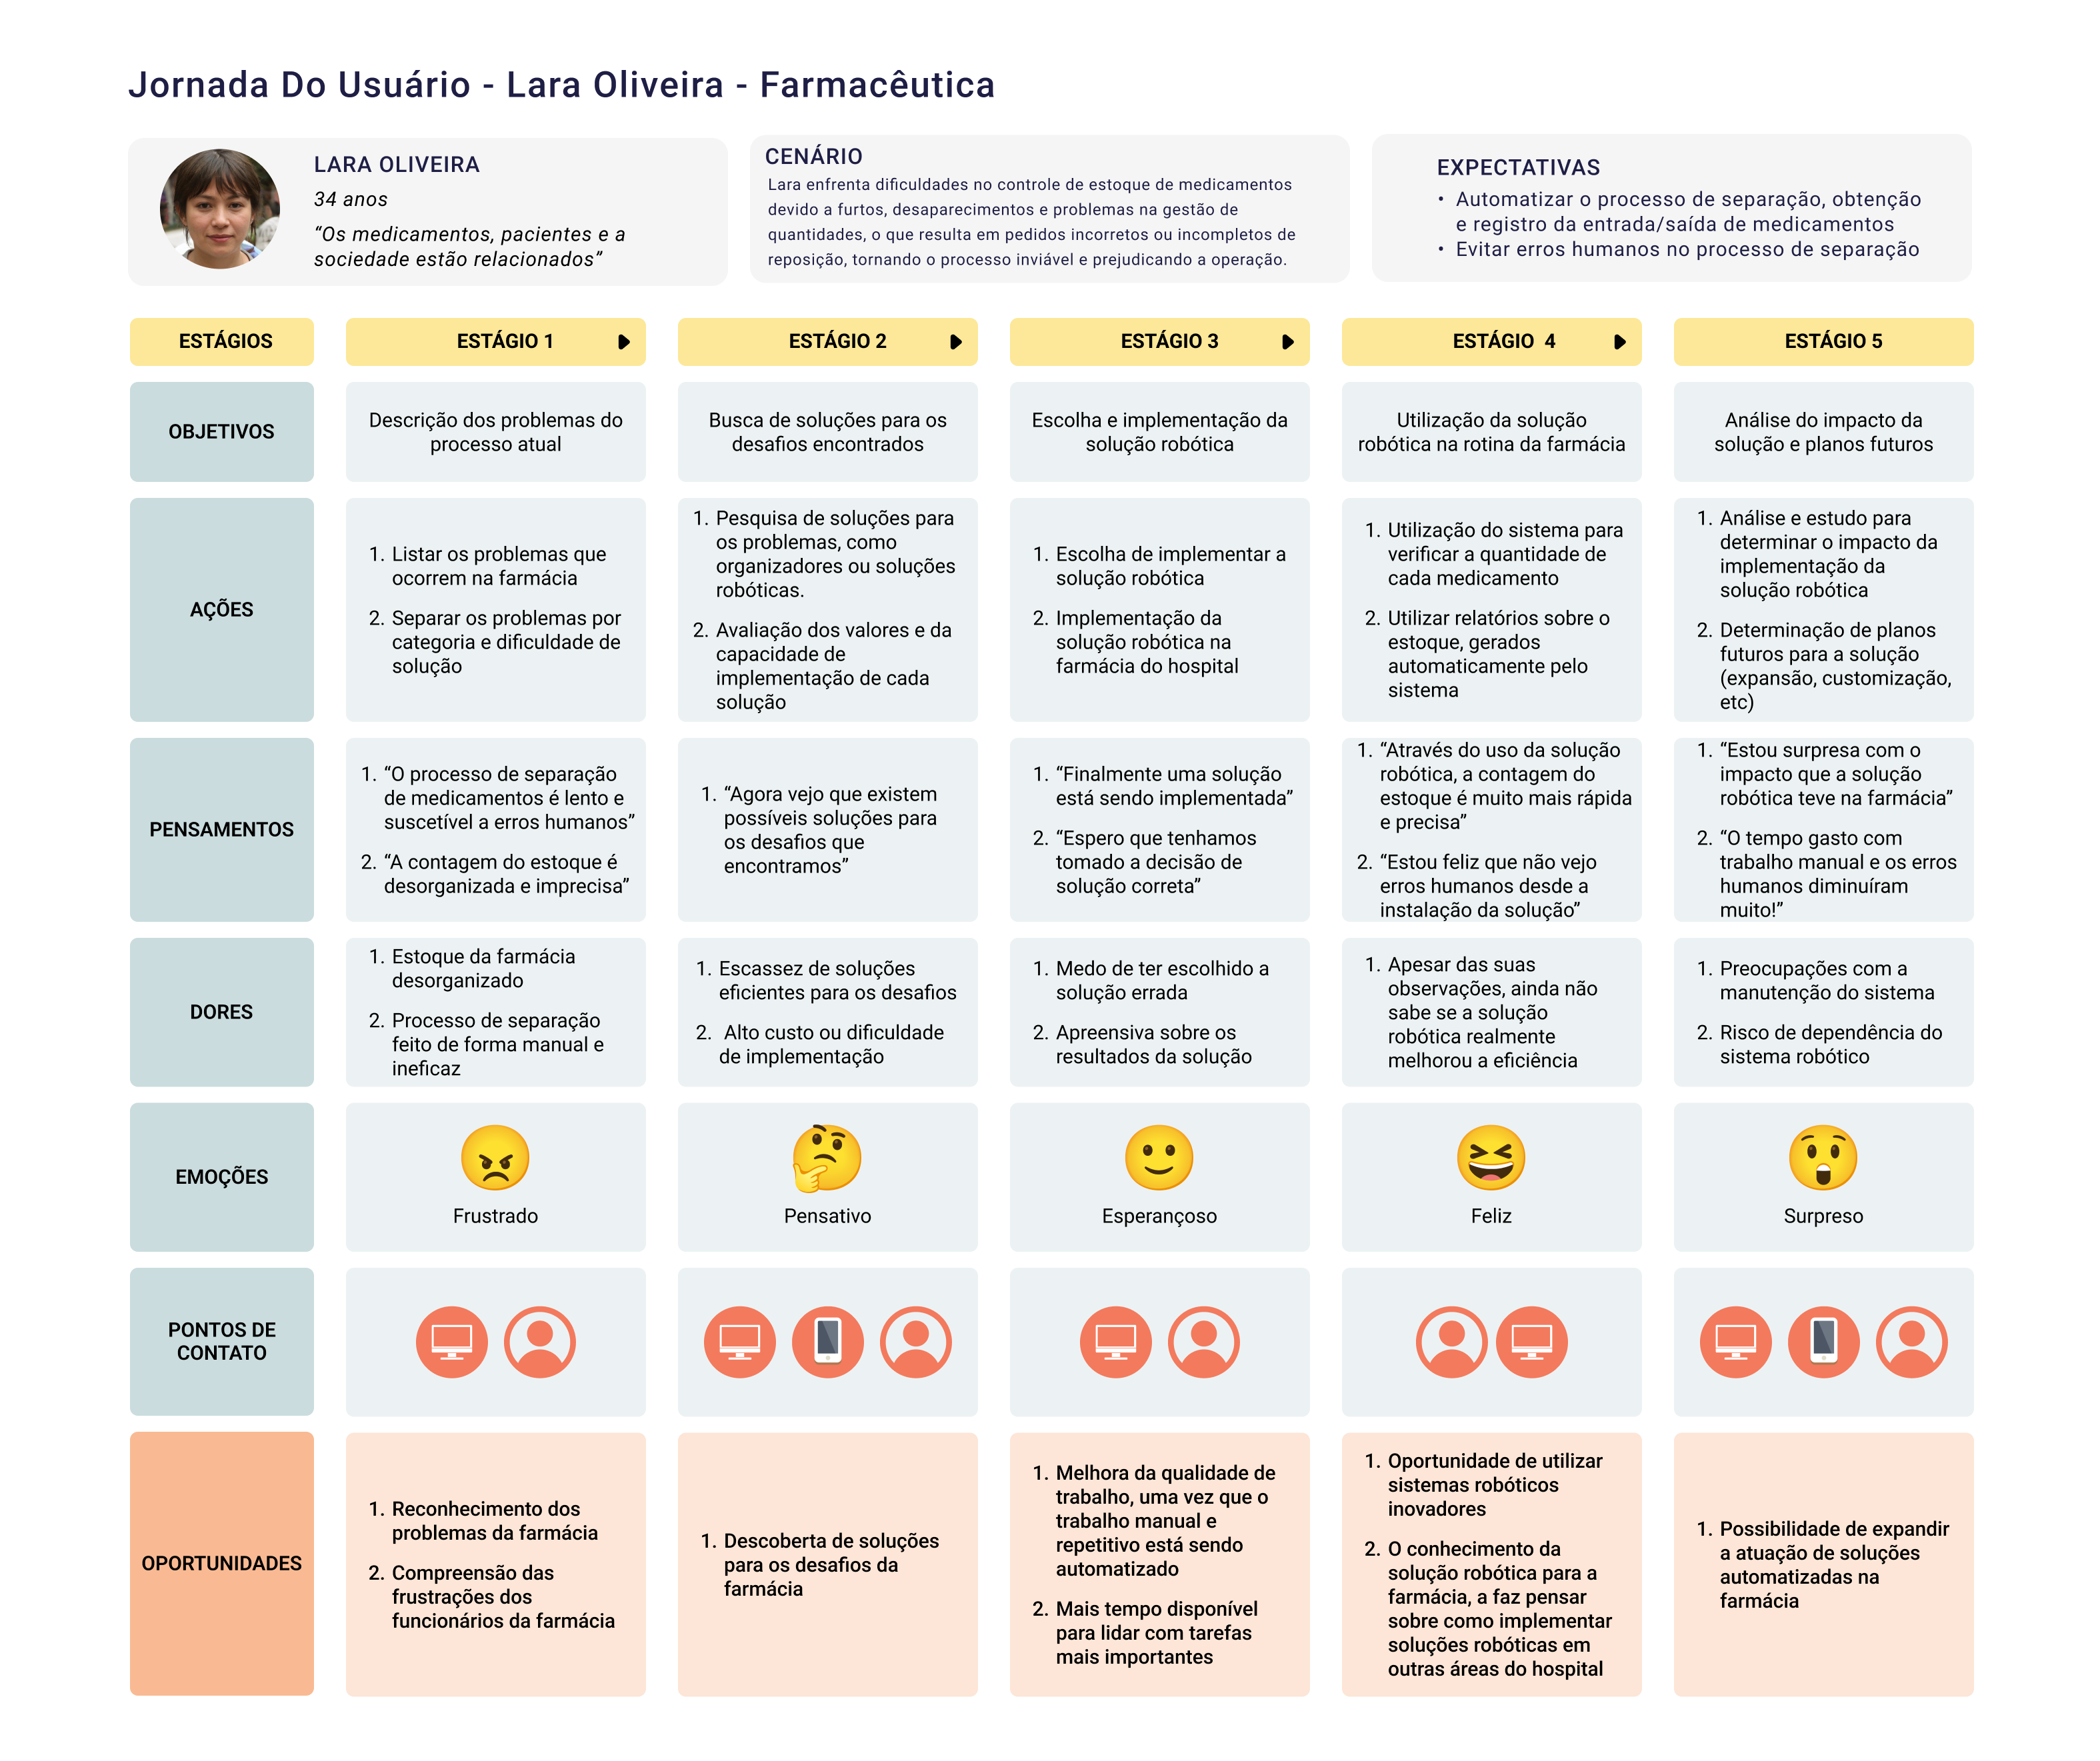 Jornada Do Usuário - Lara Oliveira - Farmacêutica
LARA OLIVEIRA
34 anos
“Os medicamentos, pacientes e a
sociedade estão relacionados”
CENÁRIO
Lara enfrenta dificuldades no controle de estoque de medicamentos
devido a furtos, desaparecimentos e problemas na gestão de
quantidades, o que resulta em pedidos incorretos ou incompletos de
reposição, tornando o processo inviável e prejudicando a operação.
EXPECTATIVAS
• Automatizar o processo de separação, obtenção
e registro da entrada/saída de medicamentos
• Evitar erros humanos no processo de separação
ESTÁGIOS
ESTÁGIO 1
ESTÁGIO 2
ESTÁGIO 3
ESTÁGIO 4
ESTÁGIO 5
OBJETIVOS
Descrição dos problemas do
processo atual
Busca de soluções para os
desafios encontrados
Escolha e implementação da
solução robótica
Utilização da solução
robótica na rotina da farmácia
Análise do impacto da
solução e planos futuros
AÇÕES
1. Listar os problemas que
ocorrem na farmácia
2. Separar os problemas por
categoria e dificuldade de
solução
1. Pesquisa de soluções para
os problemas, como
organizadores ou soluções
robóticas.
2. Avaliação dos valores e da
capacidade de
implementação de cada
solução
1. Escolha de implementar a
solução robótica
2. Implementação da
solução robótica na
farmácia do hospital
1. Utilização do sistema para
verificar a quantidade de
cada medicamento
2. Utilizar relatórios sobre o
estoque, gerados
automaticamente pelo
sistema
1. Análise e estudo para
determinar o impacto da
implementação da
solução robótica
2. Determinação de planos
futuros para a solução
(expansão, customização,
etc)
PENSAMENTOS
1. “O processo de separação
de medicamentos é lento e
suscetível a erros humanos”
2. “A contagem do estoque é
desorganizada e imprecisa”
1. “Agora vejo que existem
possíveis soluções para
os desafios que
encontramos”
1. “Finalmente uma solução
está sendo implementada”
2. “Espero que tenhamos
tomado a decisão de
solução correta”
1. “Através do uso da solução
robótica, a contagem do
estoque é muito mais rápida
e precisa”
2. “Estou feliz que não vejo
erros humanos desde a
instalação da solução”
1. “Estou surpresa com o
impacto que a solução
robótica teve na farmácia”
2. “O tempo gasto com
trabalho manual e os erros
humanos diminuíram
muito!”
DORES
1. Estoque da farmácia
desorganizado
2. Processo de separação
feito de forma manual e
ineficaz
1. Escassez de soluções
eficientes para os desafios
2. Alto custo ou dificuldade
de implementação
1. Medo de ter escolhido a
solução errada
2. Apreensiva sobre os
resultados da solução
1. Apesar das suas
observações, ainda não
sabe se a solução
robótica realmente
melhorou a eficiência
1. Preocupações com a
manutenção do sistema
2. Risco de dependência do
sistema robótico
EMOÇÕES
Frustrado
Pensativo
Esperançoso
Feliz
Surpreso
PONTOS DE
CONTATO
OPORTUNIDADES
1. Reconhecimento dos
problemas da farmácia
2. Compreensão das
frustrações dos
funcionários da farmácia
1. Descoberta de soluções
para os desafios da
farmácia
1. Melhora da qualidade de
trabalho, uma vez que o
trabalho manual e
repetitivo está sendo
automatizado
2. Mais tempo disponível
para lidar com tarefas
mais importantes
1. Oportunidade de utilizar
sistemas robóticos
inovadores
2. O conhecimento da
solução robótica para a
farmácia, a faz pensar
sobre como implementar
soluções robóticas em
outras áreas do hospital
1. Possibilidade de expandir
a atuação de soluções
automatizadas na
farmácia